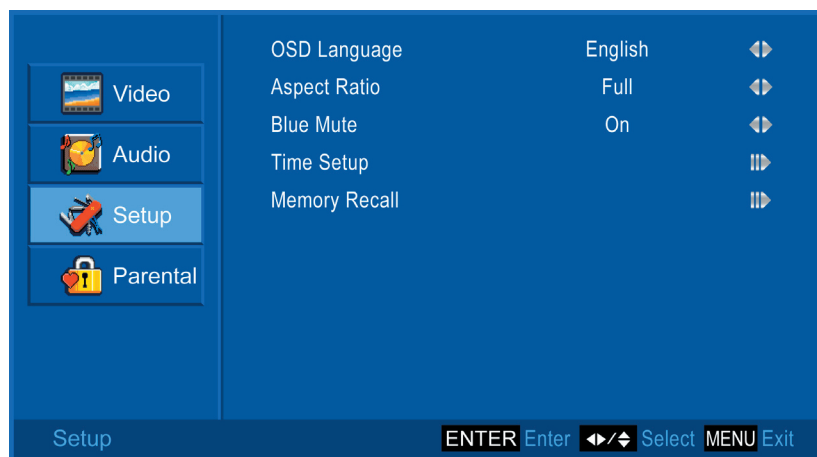 Video
Audio
Setup
Parental
OSD Language English
Aspect Ratio Full
Blue Mute On
Time Setup
Memory Recall
Setup ENTER Enter / Select MENU Exit